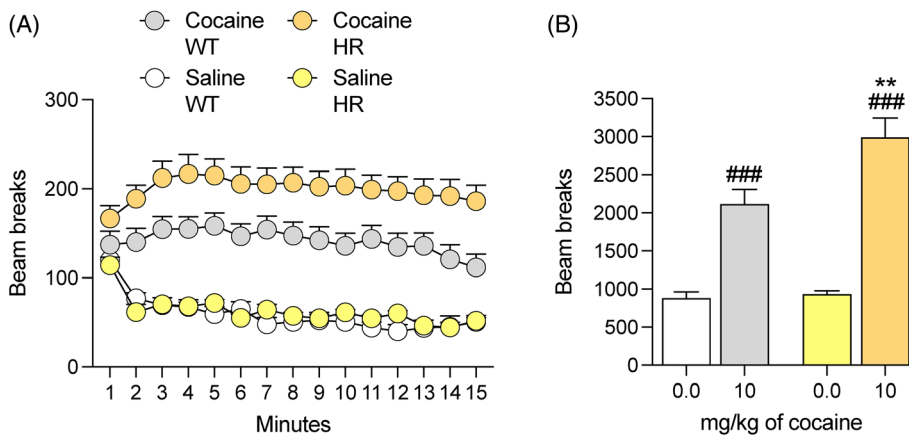 (A)
Cocaine WT
Cocaine HR
Saline WT
Saline HR
Beam breaks
300
200
100
0
1 2 3 4 5 6 7 8 9 10 11 12 13 14 15
Minutes
(B)
Beam breaks
3500
3000
2500
2000
1500
1000
500
0
###
**
###
0.0 10 0.0 10
mg/kg of cocaine